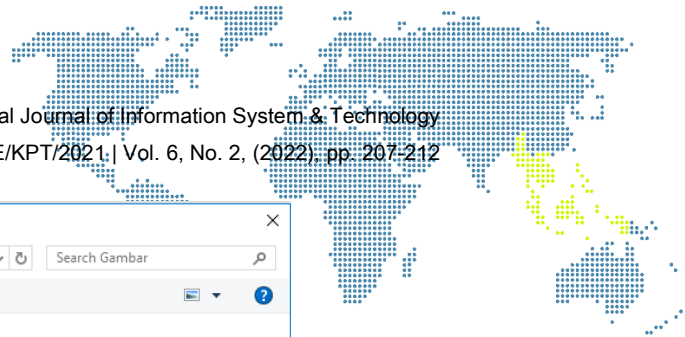 al Journal of Information System & Technology
E/KPT/2021 | Vol. 6, No. 2, (2022), pp. 207-212
Search Gambar